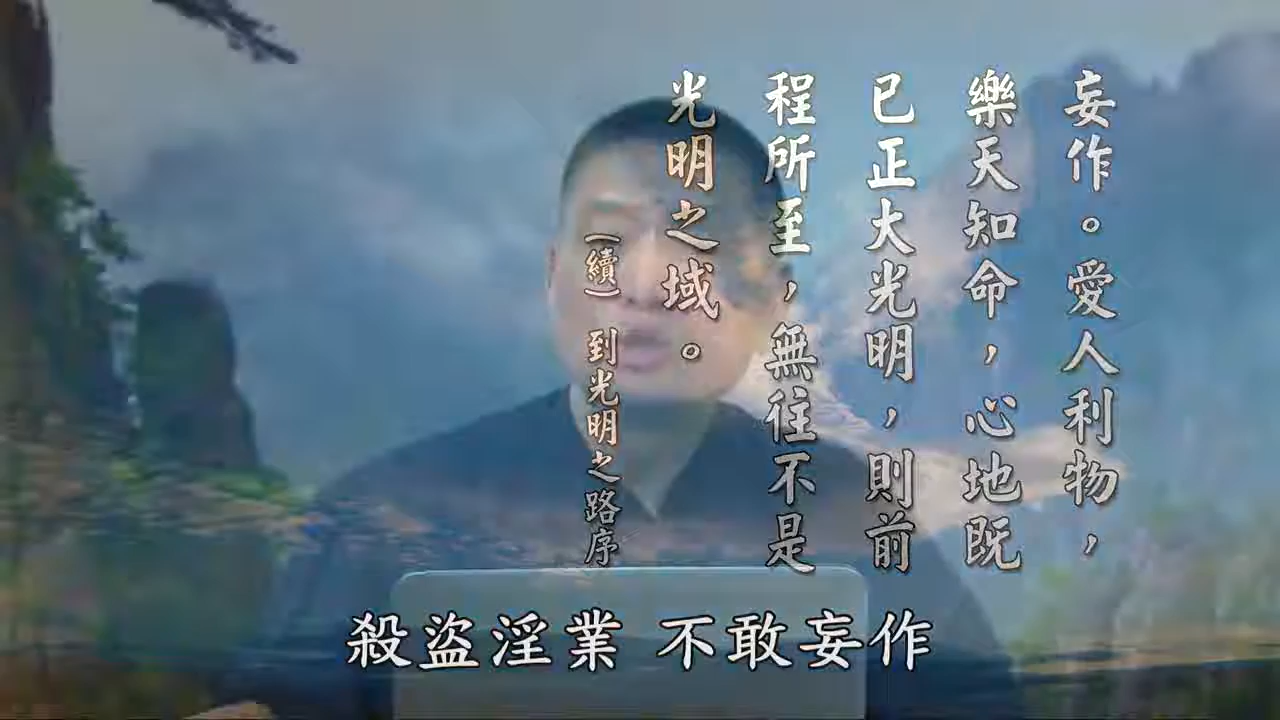 妄作。愛人利物，
樂天知命，心地既
已正大光明，則前
程所至，無往不是
光明之域。
（續）到光明之路序
殺盜淫業 不敢妄作